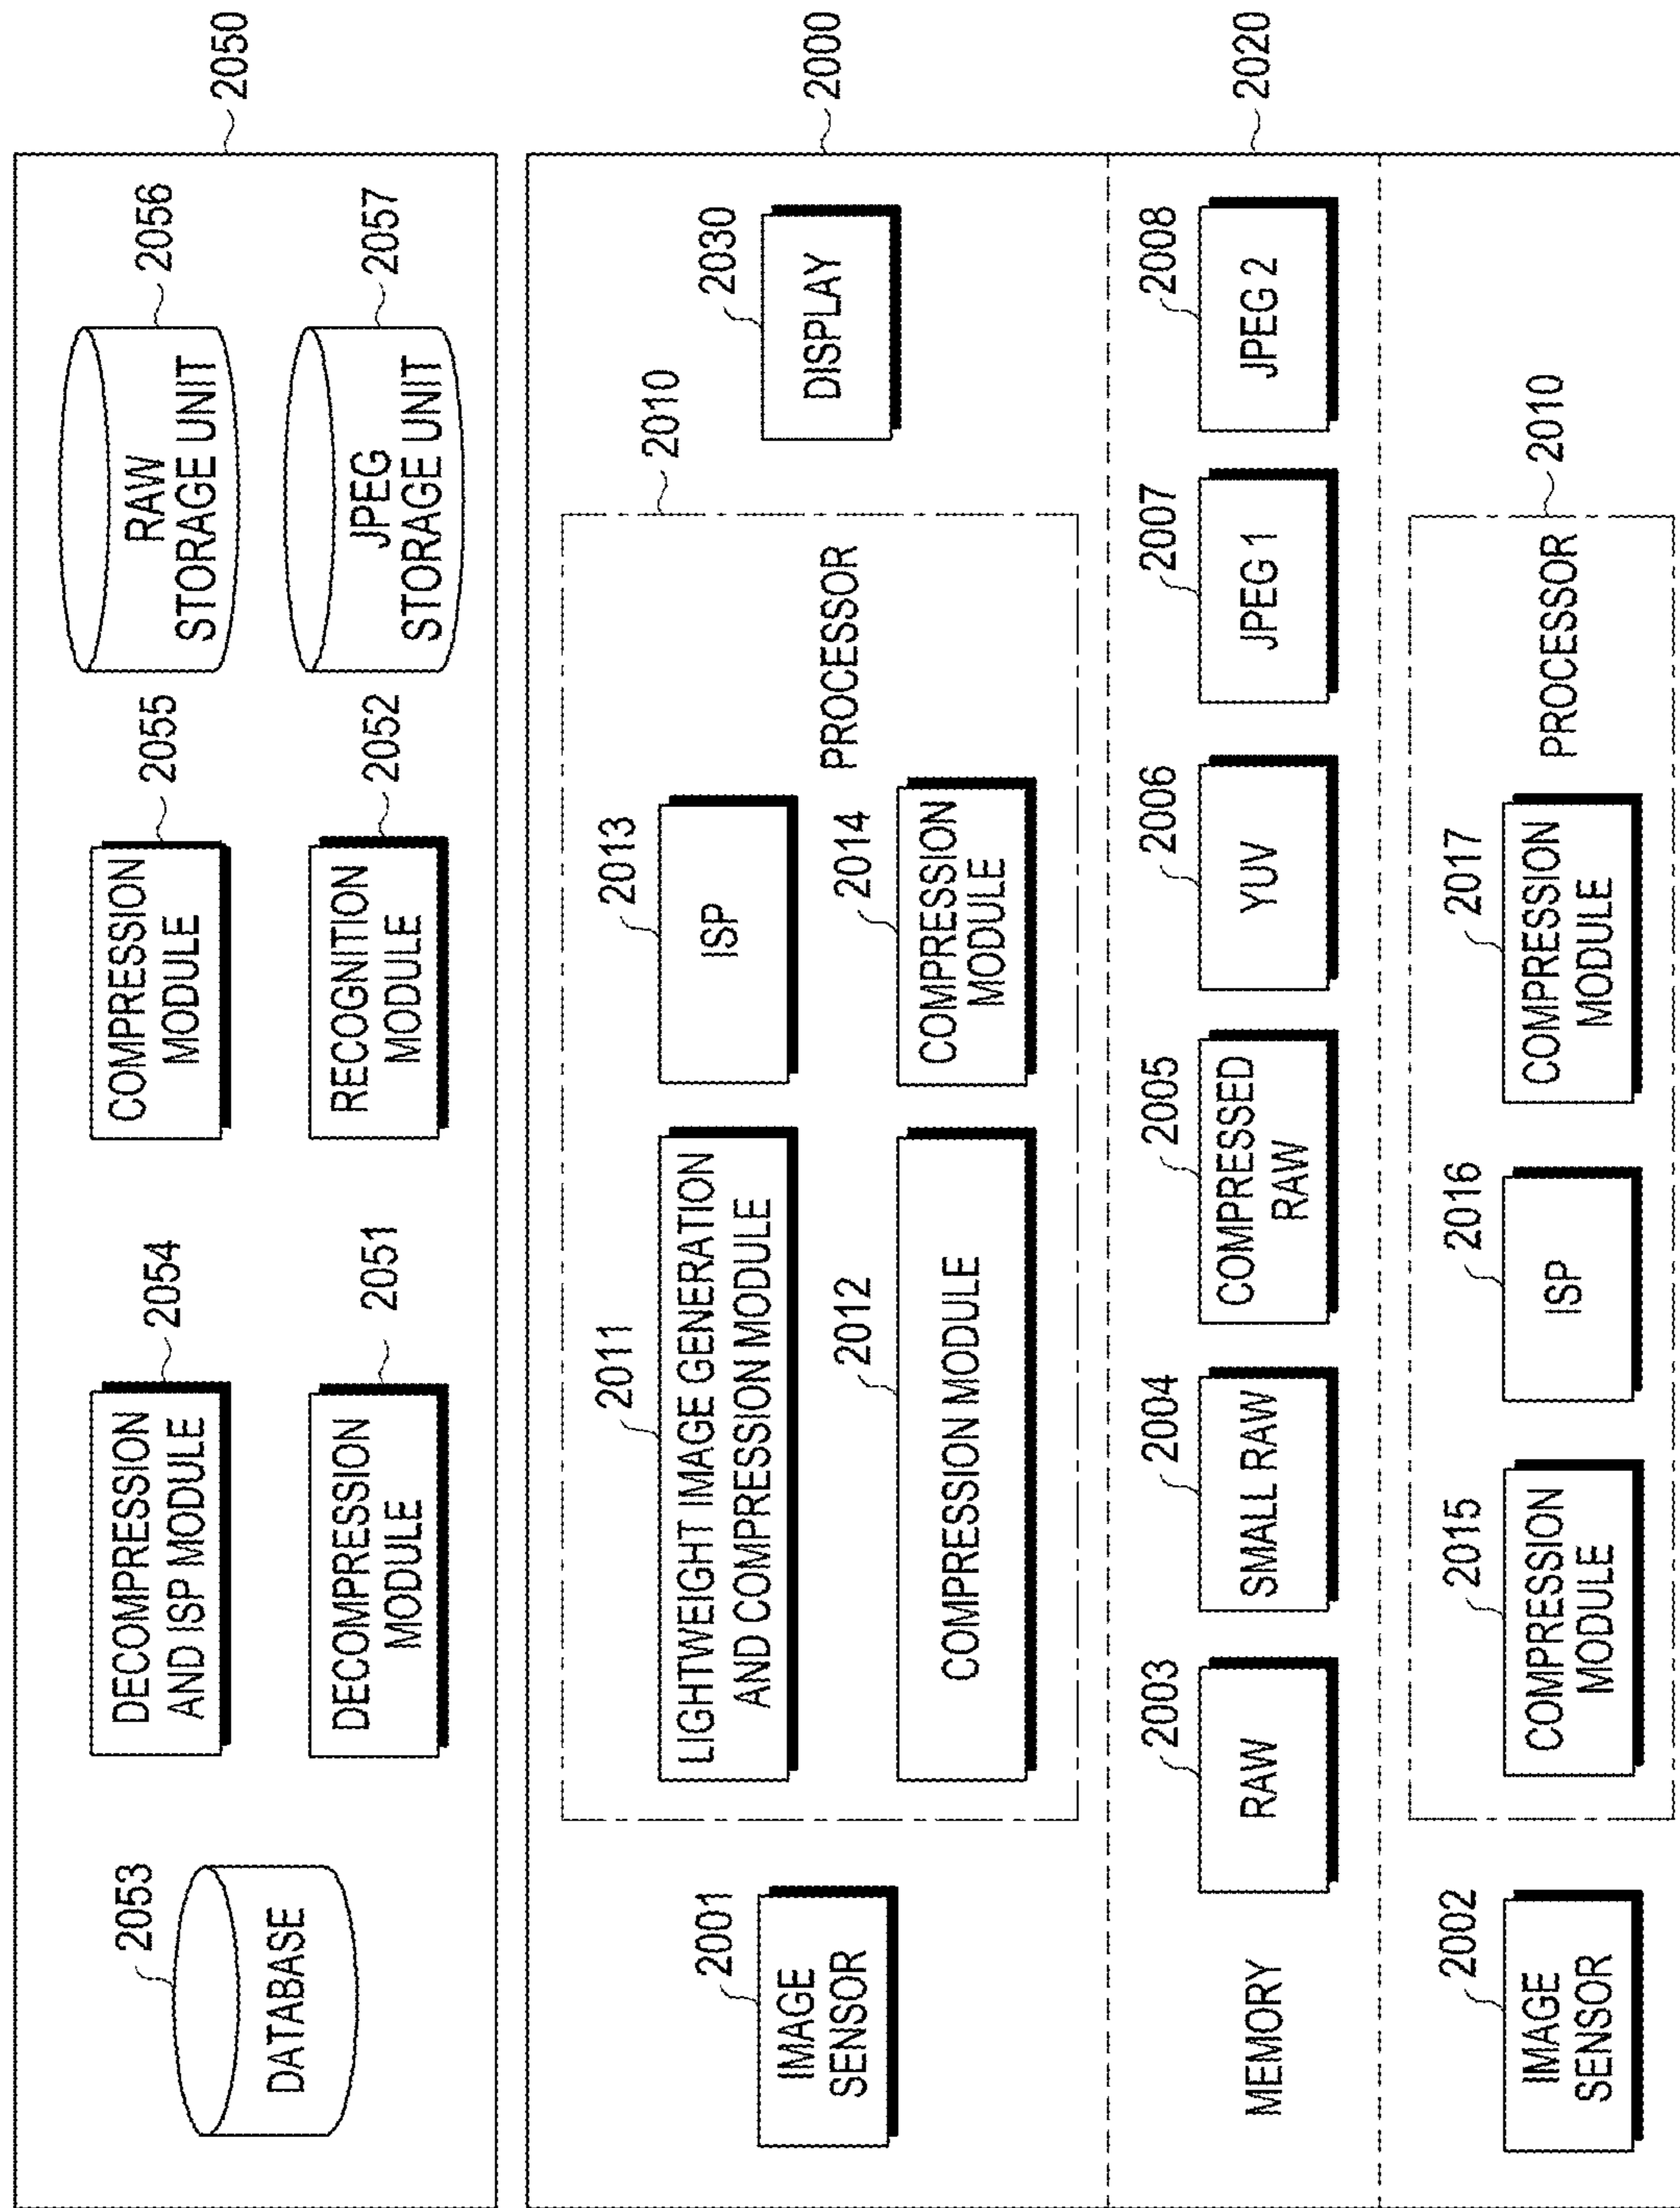 2050
2053
DATABASE
2054
DECOMPRESSION
AND ISP MODULE
2055
COMPRESSION
MODULE
2056
RAW
STORAGE UNIT
2051
DECOMPRESSION
MODULE
2052
RECOGNITION
MODULE
2057
JPEG
STORAGE UNIT
2000
2001
IMAGE
SENSOR
2010
PROCESSOR
2011
LIGHTWEIGHT IMAGE GENERATION
AND COMPRESSION MODULE
2013
ISP
2012
COMPRESSION MODULE
2014
COMPRESSION
MODULE
2030
DISPLAY
2020
MEMORY
2003
RAW
2004
SMALL RAW
2005
COMPRESSED
RAW
2006
YUV
2007
JPEG 1
2008
JPEG 2
2002
IMAGE
SENSOR
2010
PROCESSOR
2015
COMPRESSION
MODULE
2016
ISP
2017
COMPRESSION
MODULE